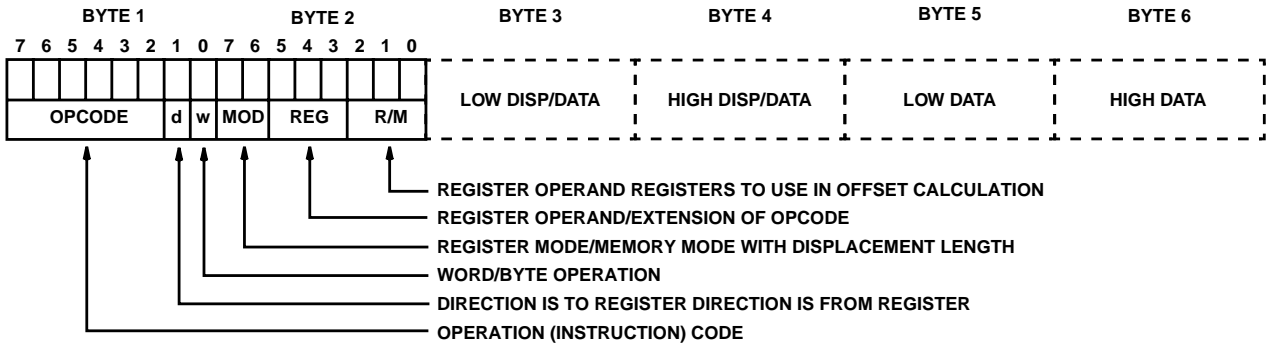 BYTE 1 BYTE 2 BYTE 3 BYTE 4 BYTE 5 BYTE 6
7 6 5 4 3 2 1 0 7 6 5 4 3 2 1 0
LOW DISP/DATA HIGH DISP/DATA LOW DATA HIGH DATA
OPCODE d w MOD REG R/M
REGISTER OPERAND REGISTERS TO USE IN OFFSET CALCULATION
REGISTER OPERAND/EXTENSION OF OPCODE
REGISTER MODE/MEMORY MODE WITH DISPLACEMENT LENGTH
WORD/BYTE OPERATION
DIRECTION IS TO REGISTER DIRECTION IS FROM REGISTER
OPERATION (INSTRUCTION) CODE